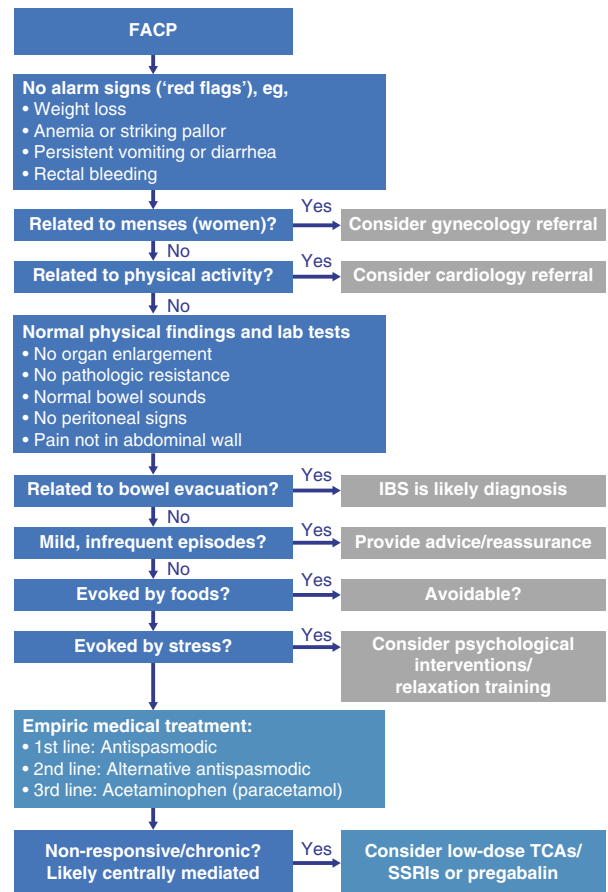 FACP
No alarm signs (‘red flags’), eg,
• Weight loss
• Anemia or striking pallor
• Persistent vomiting or diarrhea
• Rectal bleeding
Related to menses (women)?
Yes
Consider gynecology referral
No
Related to physical activity?
Yes
Consider cardiology referral
No
Normal physical findings and lab tests
• No organ enlargement
• No pathologic resistance
• Normal bowel sounds
• No peritoneal signs
• Pain not in abdominal wall
Related to bowel evacuation?
Yes
IBS is likely diagnosis
No
Mild, infrequent episodes?
Yes
Provide advice/reassurance
No
Evoked by foods?
Yes
Avoidable?
Evoked by stress?
Yes
Consider psychological
interventions/
relaxation training
Empiric medical treatment:
• 1st line: Antispasmodic
• 2nd line: Alternative antispasmodic
• 3rd line: Acetaminophen (paracetamol)
Non-responsive/chronic?
Likely centrally mediated
Yes
Consider low-dose TCAs/
SSRIs or pregabalin